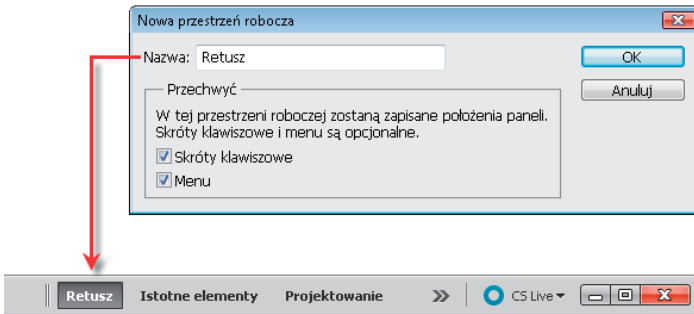 Nowa przestrzeń robocza
Nazwa: Retusz
OK
Przechwyć
Anuluj
W tej przestrzeni roboczej zostaną zapisane położenia paneli.
Skróty klawiszowe i menu są opcjonalne.
Skróty klawiszowe
Menu
Retusz Istotne elementy Projektowanie CS Live